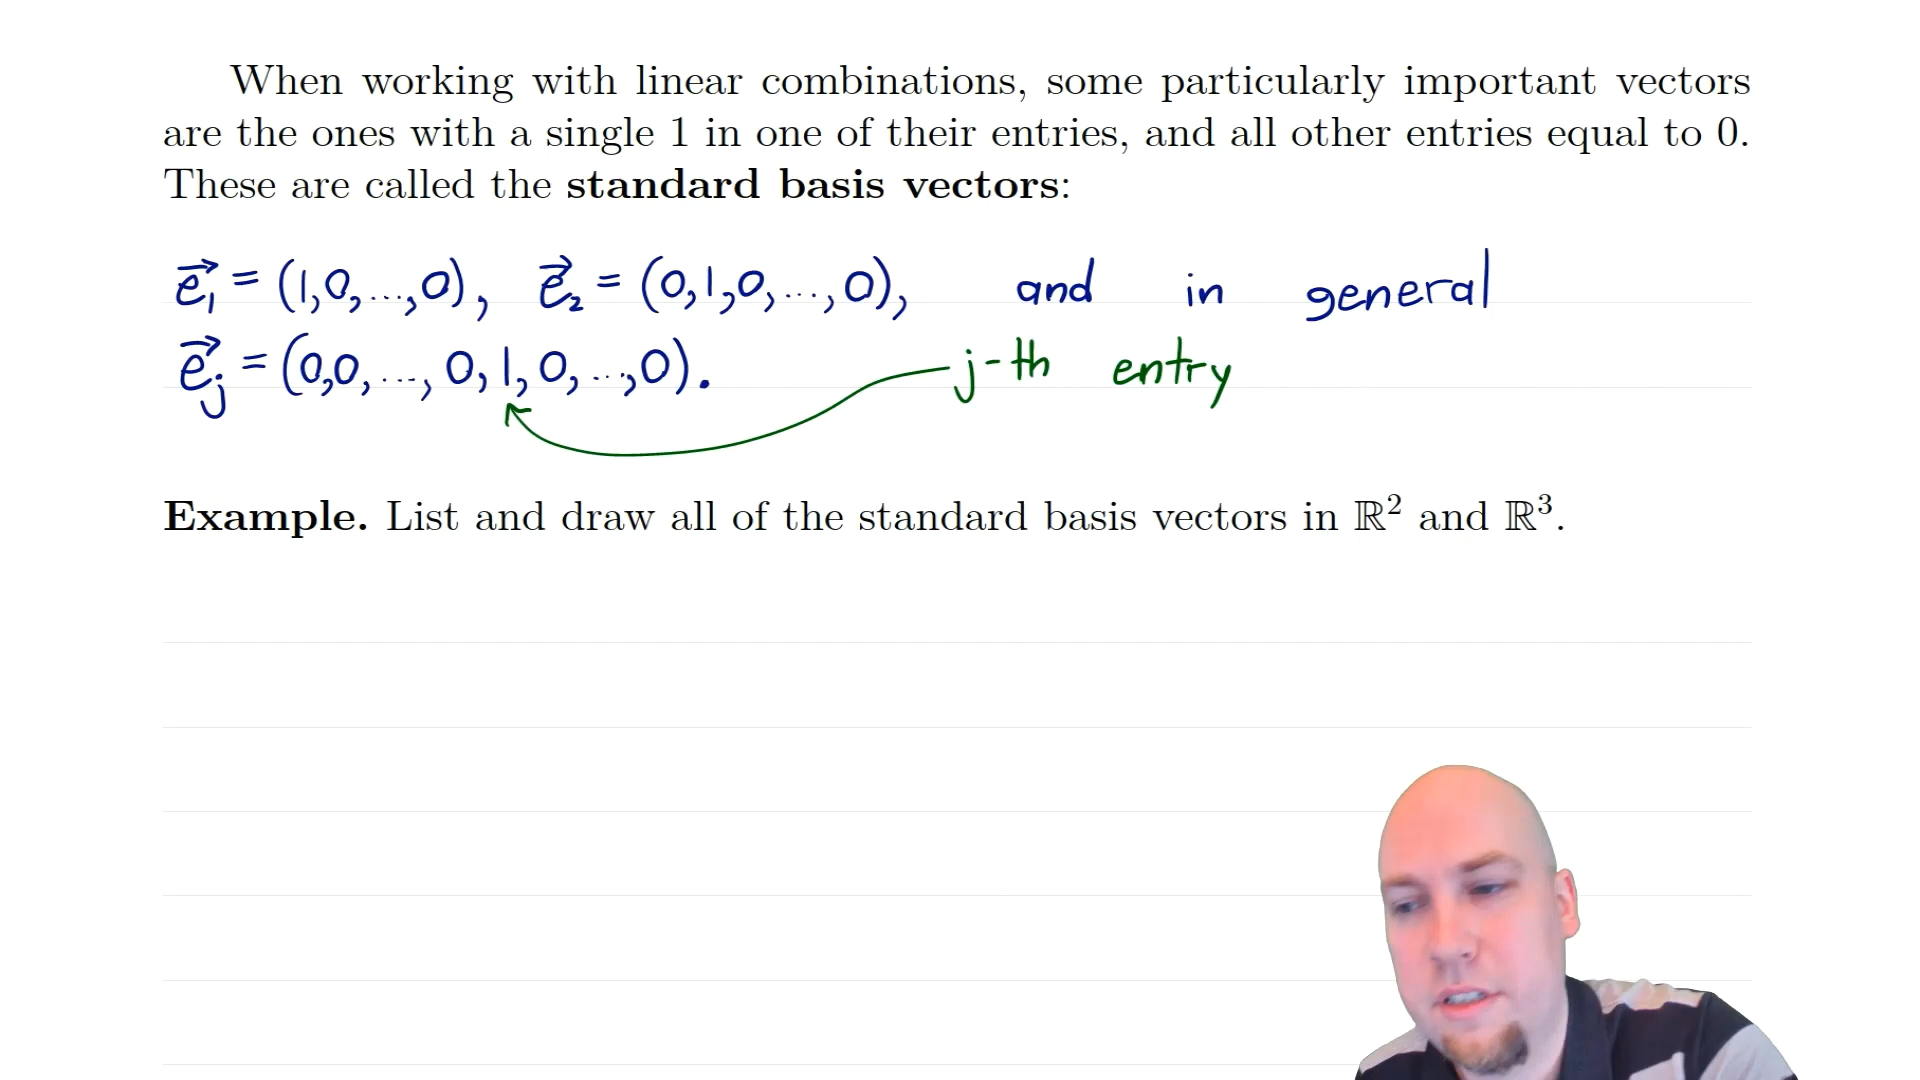 When working with linear combinations, some particularly important vectors
are the ones with a single 1 in one of their entries, and all other entries equal to 0.
These are called the standard basis vectors:
e⃗₁ = (1,0,...,0), e⃗₂ = (0,1,0,...,0), and in general
e⃗ⱼ = (0,0,...,0,1,0,...,0). j-th entry
Example. List and draw all of the standard basis vectors in ℝ² and ℝ³.